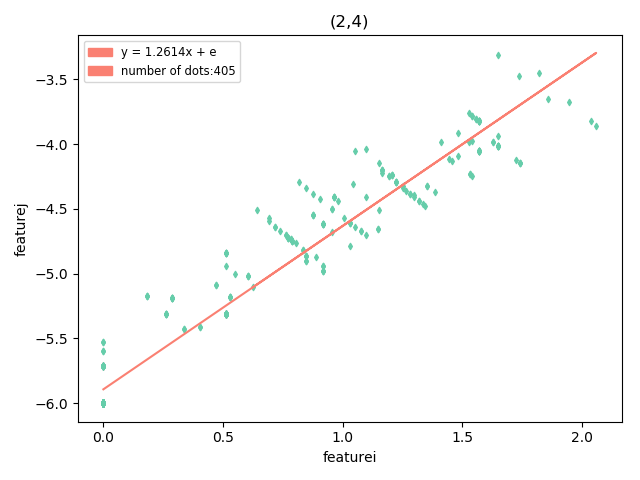 (2,4)
y = 1.2614x + e
number of dots:405
−3.5
−4.0
−4.5
−5.0
−5.5
−6.0
featurej
0.0 0.5 1.0 1.5 2.0
featurei